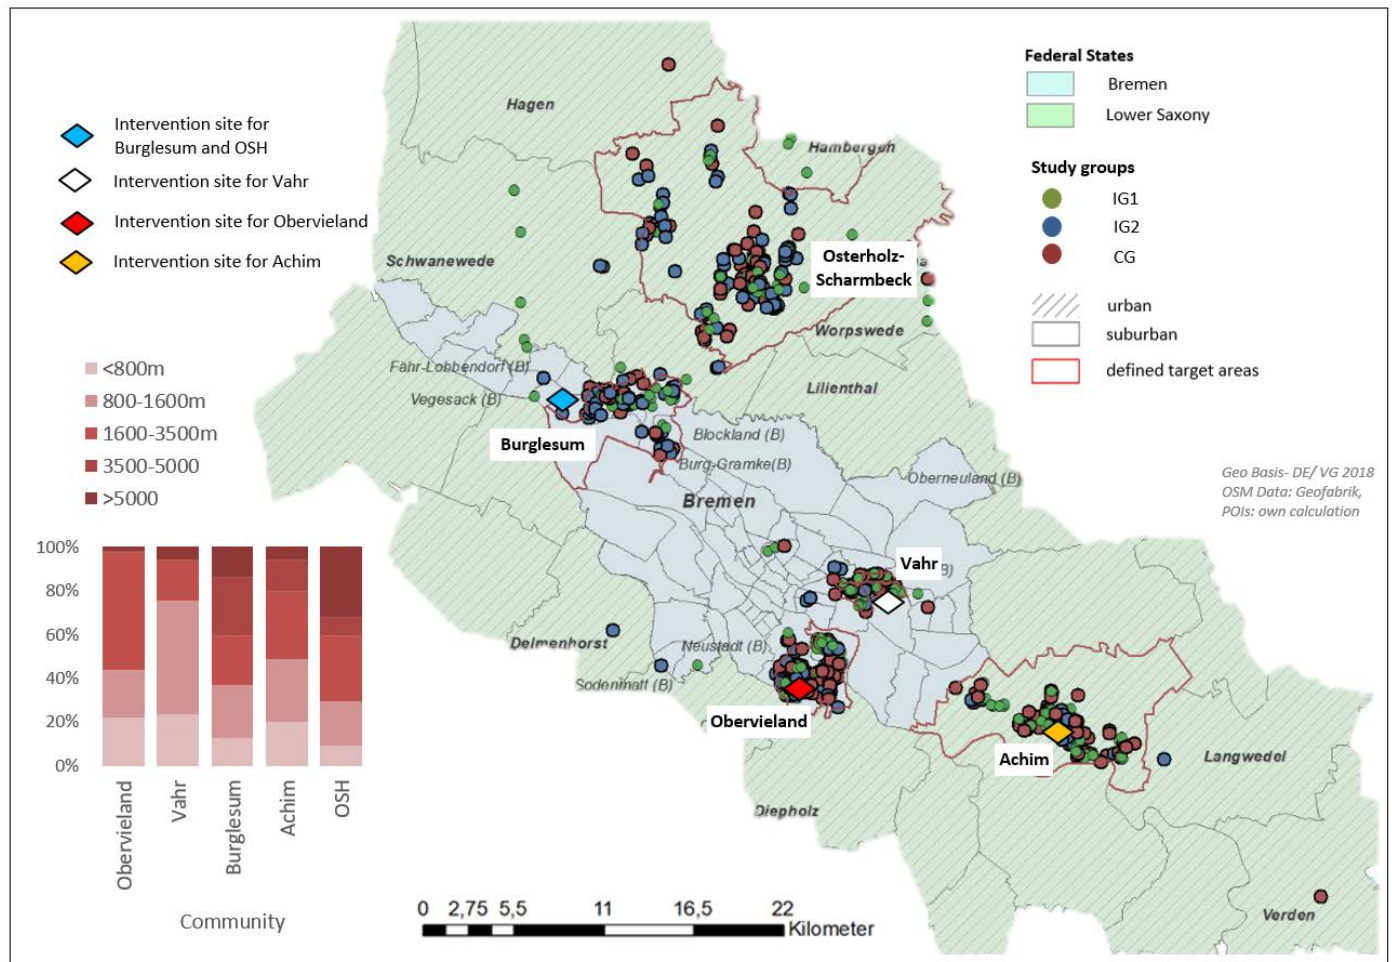 Intervention site for
Burglesum and OSH
Intervention site for Vahr
Intervention site for Obervieland
Intervention site for Achim
<800m
800-1600m
1600-3500m
3500-5000
>5000
100%
80%
60%
40%
20%
0%
Obervieland
Vahr
Burglesum
Achim
OSH
Community
Hagen
Hambergen
Schwanewede
Osterholz-
Scharmbeck
Worpswede
Lilienthal
Fähr-Lobbendorf (B)
Vegesack (B)
Burglesum
Blockland (B)
Burg-Gramke(B)
Oberneuland (B)
Bremen
Vahr
B)
Delmenhorst
Neustadt (B)
Sodenmatt (B)
Obervieland
Achim
Langwedel
Diepholz
Verden
0 2,75 5,5 11 16,5 22
Kilometer
Federal States
Bremen
Lower Saxony
Study groups
IG1
IG2
CG
urban
suburban
defined target areas
Geo Basis- DE/ VG 2018
OSM Data: Geofabrik,
POIs: own calculation